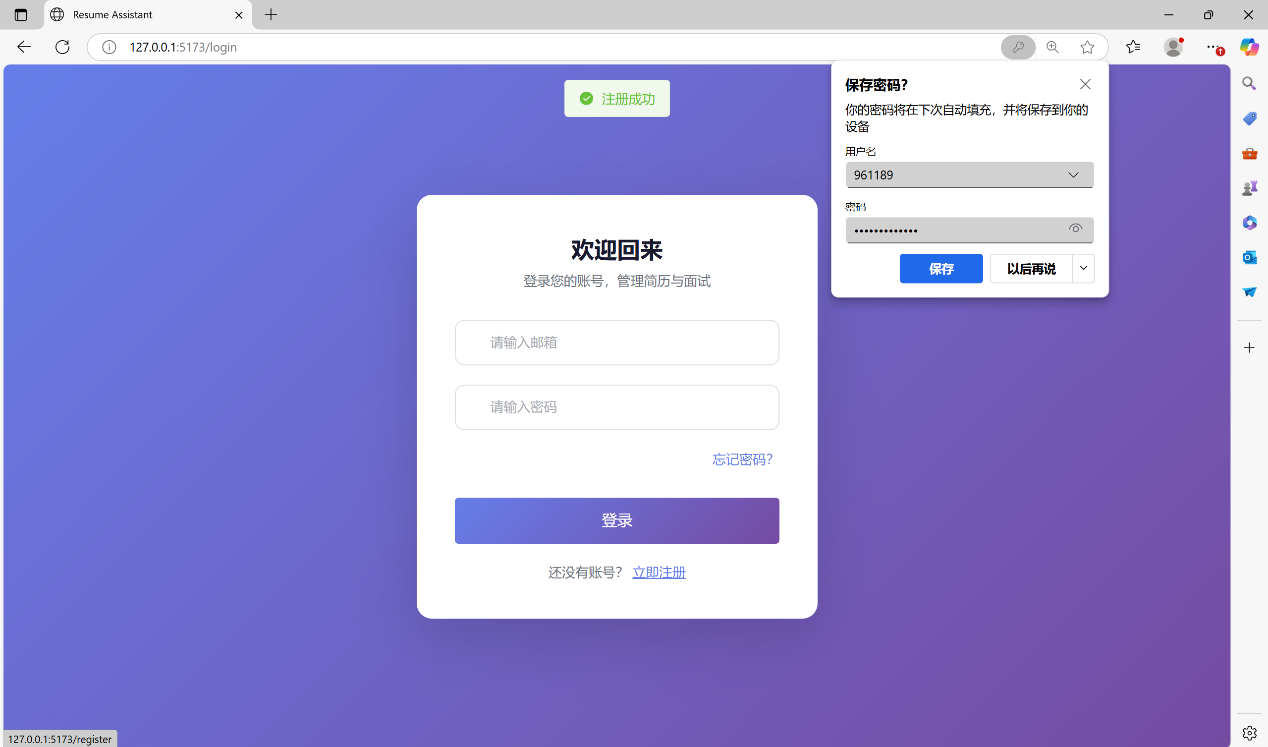 Resume Assistant
127.0.0.1:5173/login
注册成功
保存密码?
你的密码将在下次自动填充，并将保存到你的
设备
用户名
961189
密码
•••••••••••••
保存
以后再说
欢迎回来
登录您的账号，管理简历与面试
请输入邮箱
请输入密码
忘记密码?
登录
还没有账号? 立即注册
127.0.0.1:5173/register